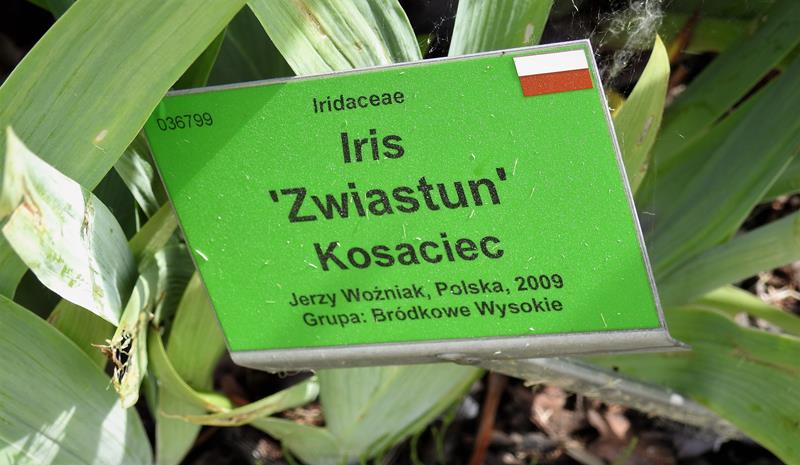 Iridaceae
036799
Iris
'Zwiastun'
Kosaciec
Jerzy Woźniak, Polska, 2009
Grupa: Bródkowe Wysokie